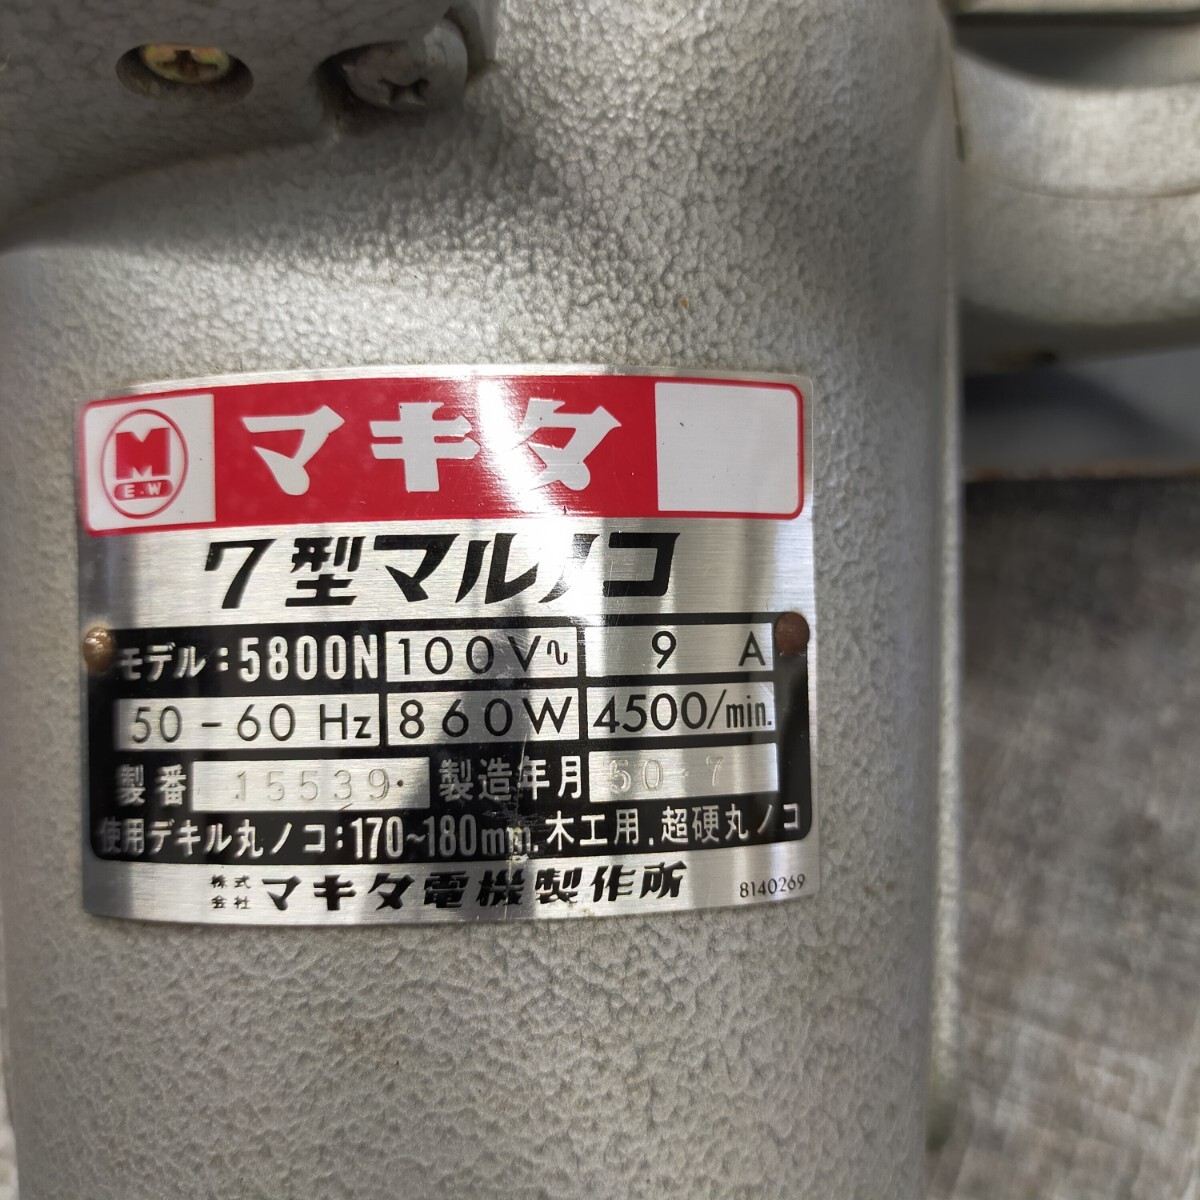 M
E.W
マキタ
7型マルノコ
モデル:5800N 100V∿ 9 A
50-60 Hz 860W 4500/min.
製番 15539 製造年月 50-7
使用デキル丸ノコ:170~180mm.木工用.超硬丸ノコ
株式会社 マキタ電機製作所 8140269